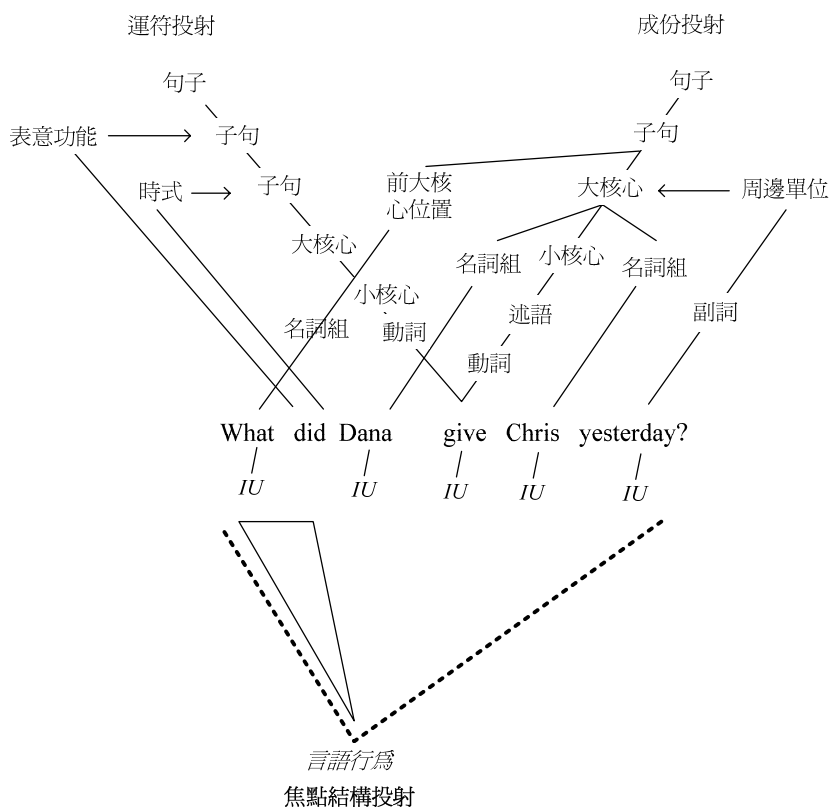 運符投射
成份投射
句子
句子
表意功能
子句
子句
時式
子句
前大核
心位置
大核心
周邊單位
大核心
名詞組
小核心
名詞組
小核心
述語
副詞
名詞組
動詞
動詞
What did Dana give Chris yesterday?
IU IU IU IU IU
言語行為
焦點結構投射